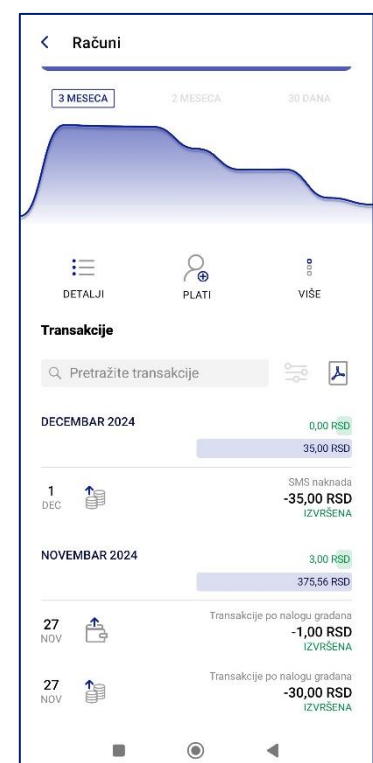 Računi
3 MESECA
2 MESECA
30 DANA
DETALJI
PLATI
VIŠE
Transakcije
Pretražite transakcije
DECEMBAR 2024
0,00 RSD
35,00 RSD
1
DEC
SMS naknada
-35,00 RSD
IZVRŠENA
NOVEMBAR 2024
3,00 RSD
375,56 RSD
27
NOV
Transakcije po nalogu građana
-1,00 RSD
IZVRŠENA
27
NOV
Transakcije po nalogu građana
-30,00 RSD
IZVRŠENA